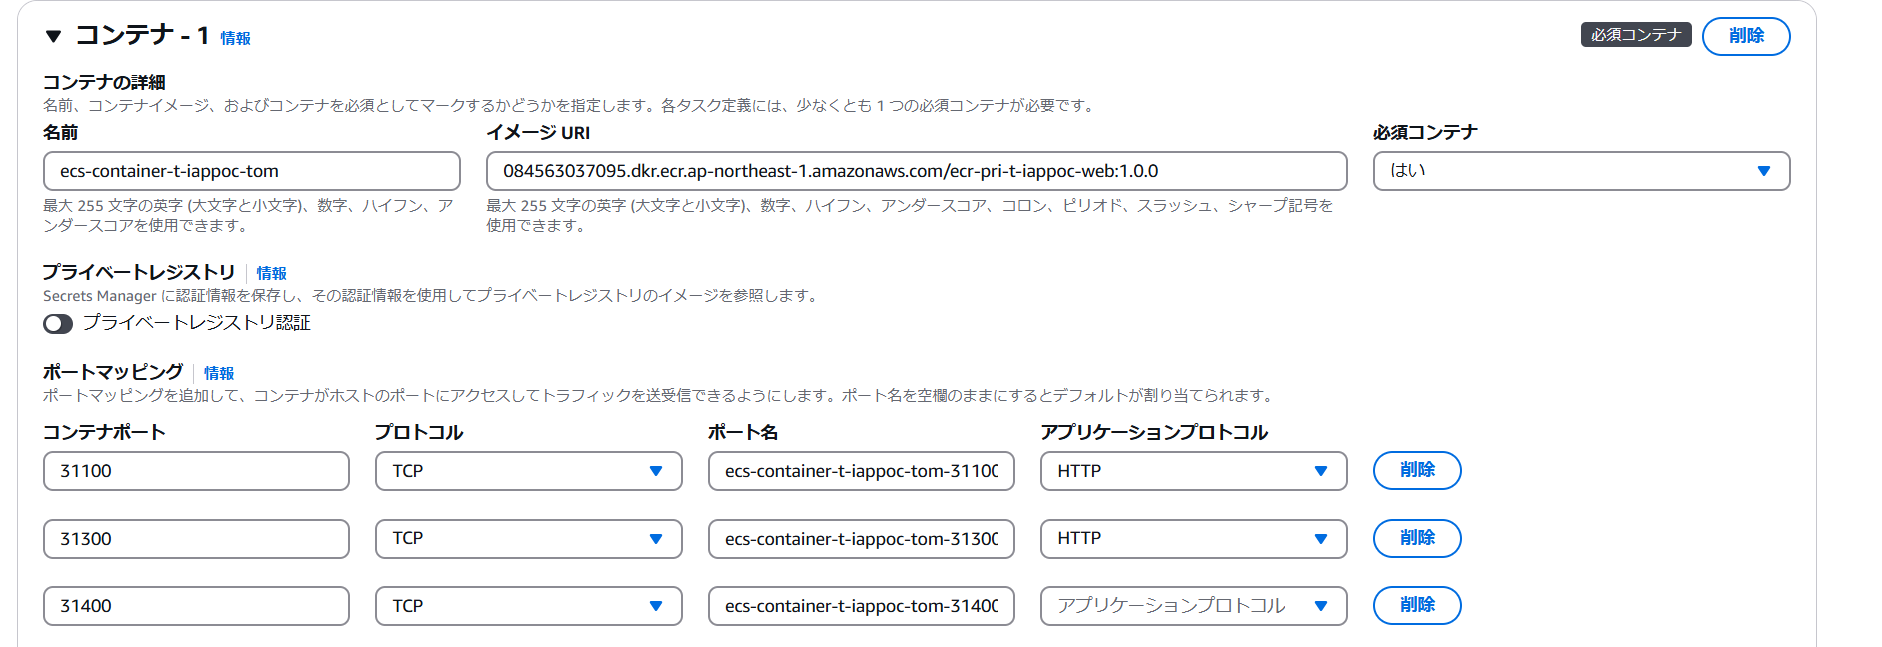 コンテナ - 1 情報
必須コンテナ 削除
コンテナの詳細
名前、コンテナイメージ、およびコンテナを必須としてマークするかどうかを指定します。各タスク定義には、少なくとも 1 つの必須コンテナが必要です。
名前 イメージ URI 必須コンテナ
ecs-container-t-iappoc-tom 084563037095.dkr.ecr.ap-northeast-1.amazonaws.com/ecr-pri-t-iappoc-web:1.0.0 はい
最大 255 文字の英字 (大文字と小文字)、数字、ハイフン、ア
ンダースコアを使用できます。
最大 255 文字の英字 (大文字と小文字)、数字、ハイフン、アンダースコア、コロン、ピリオド、スラッシュ、シャープ記号を
使用できます。
プライベートレジストリ 情報
Secrets Manager に認証情報を保存し、その認証情報を使用してプライベートレジストリのイメージを参照します。
プライベートレジストリ認証
ポートマッピング 情報
ポートマッピングを追加して、コンテナがホストのポートにアクセスしてトラフィックを送受信できるようにします。ポート名を空欄のままにするとデフォルトが割り当てられます。
コンテナポート プロトコル ポート名 アプリケーションプロトコル
31100 TCP ecs-container-t-iappoc-tom-31100 HTTP 削除
31300 TCP ecs-container-t-iappoc-tom-31300 HTTP 削除
31400 TCP ecs-container-t-iappoc-tom-31400 アプリケーションプロトコル 削除